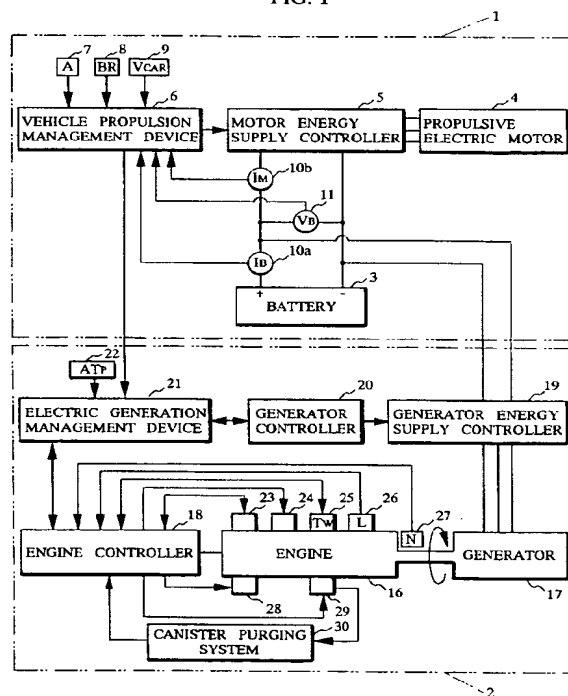 FIG. 1
1
7
8
9
A
BR
VCAR
6
5
4
VEHICLE PROPULSION
MANAGEMENT DEVICE
MOTOR ENERGY
SUPPLY CONTROLLER
PROPULSIVE
ELECTRIC MOTOR
IM
10b
11
VB
IB
10a
3
+
-
BATTERY
22
ATP
21
20
19
ELECTRIC GENERATION
MANAGEMENT DEVICE
GENERATOR
CONTROLLER
GENERATOR ENERGY
SUPPLY CONTROLLER
23
24
25
26
27
18
TW
L
N
ENGINE CONTROLLER
ENGINE
GENERATOR
16
17
28
29
30
CANISTER PURGING
SYSTEM
2